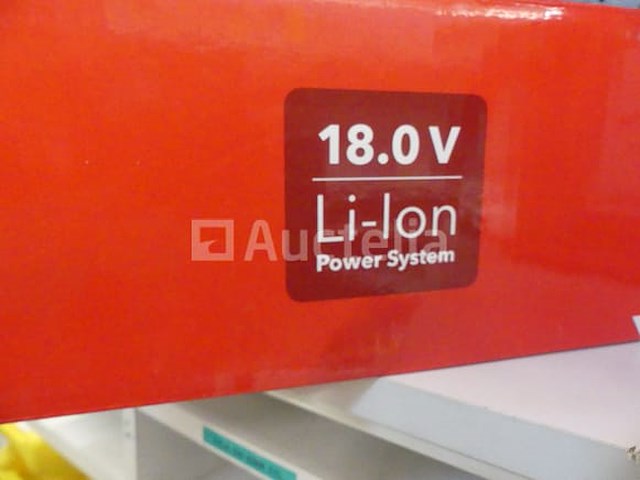 18.0 V
Li-Ion
Auctelia
Power System